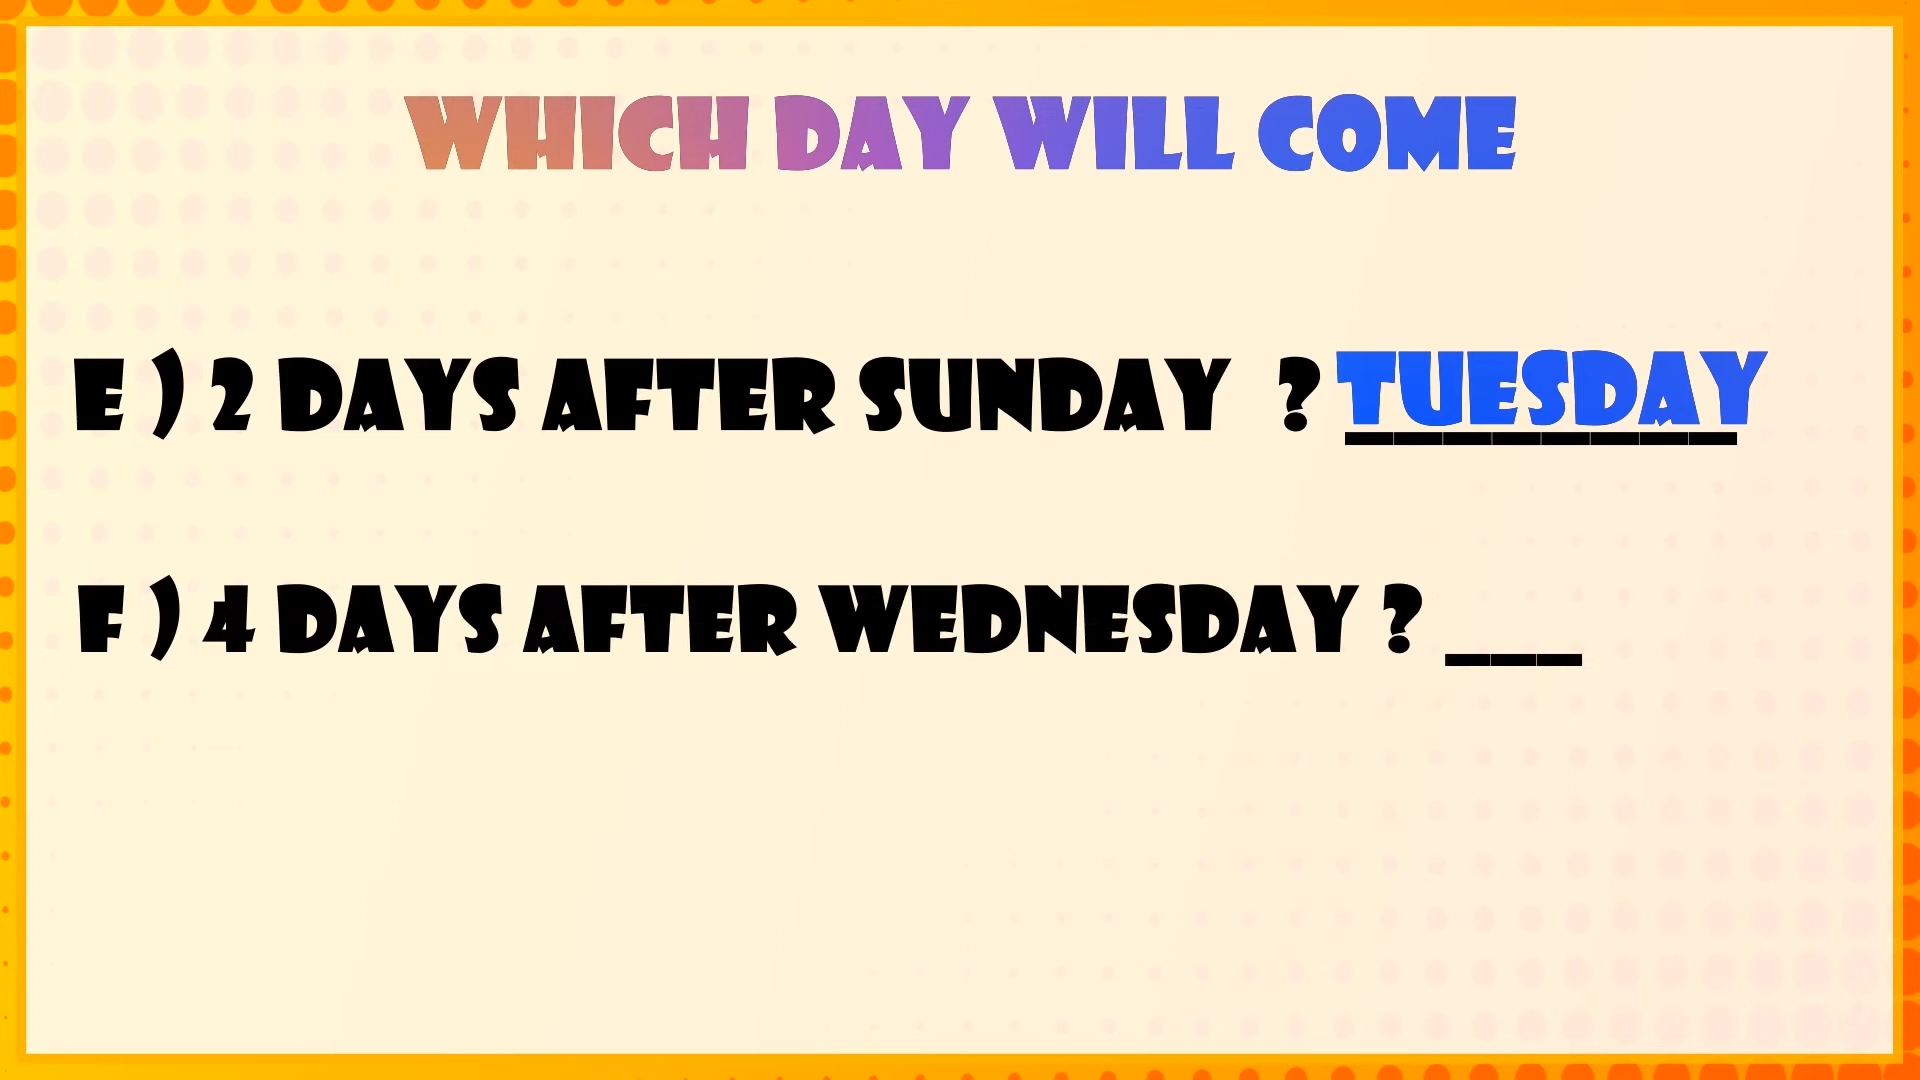 WHICH DAY WILL COME
E ) 2 DAYS AFTER SUNDAY ? TUESDAY
F ) 4 DAYS AFTER WEDNESDAY ? ___